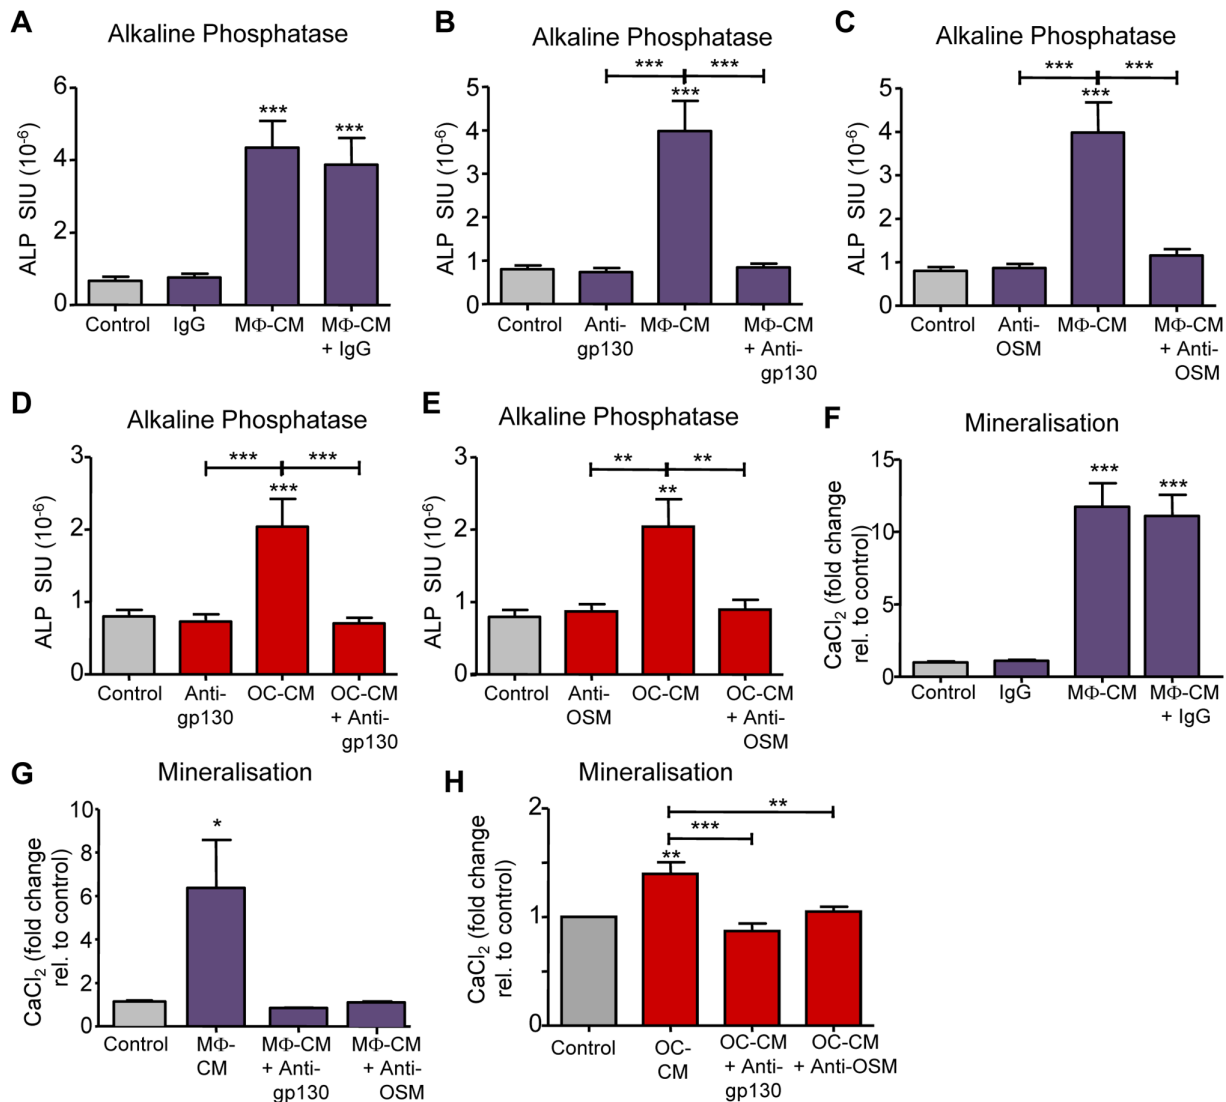 A
Alkaline Phosphatase
ALP SIU (10-6)
6
4
2
0
***
***
Control
IgG
MΦ-CM
MΦ-CM
+ IgG
B
Alkaline Phosphatase
ALP SIU (10-6)
5
4
3
2
1
0
***
***
***
Control
Anti-
gp130
MΦ-CM
MΦ-CM
+ Anti-
gp130
C
Alkaline Phosphatase
ALP SIU (10-6)
5
4
3
2
1
0
***
***
***
Control
Anti-
OSM
MΦ-CM
MΦ-CM
+ Anti-
OSM
D
Alkaline Phosphatase
ALP SIU (10-6)
3
2
1
0
***
***
***
Control
Anti-
gp130
OC-CM
OC-CM
+ Anti-
gp130
E
Alkaline Phosphatase
ALP SIU (10-6)
3
2
1
0
**
**
**
Control
Anti-
OSM
OC-CM
OC-CM
+ Anti-
OSM
F
Mineralisation
CaCl2 (fold change
rel. to control)
15
10
5
0
***
***
Control
IgG
MΦ-CM
MΦ-CM
+ IgG
G
Mineralisation
CaCl2 (fold change
rel. to control)
10
8
6
4
2
0
*
Control
MΦ-
CM
MΦ-CM
+ Anti-
gp130
MΦ-CM
+ Anti-
OSM
H
Mineralisation
CaCl2 (fold change
rel. to control)
2
1
0
**
***
**
Control
OC-
CM
OC-CM
+ Anti-
gp130
OC-CM
+ Anti-OSM